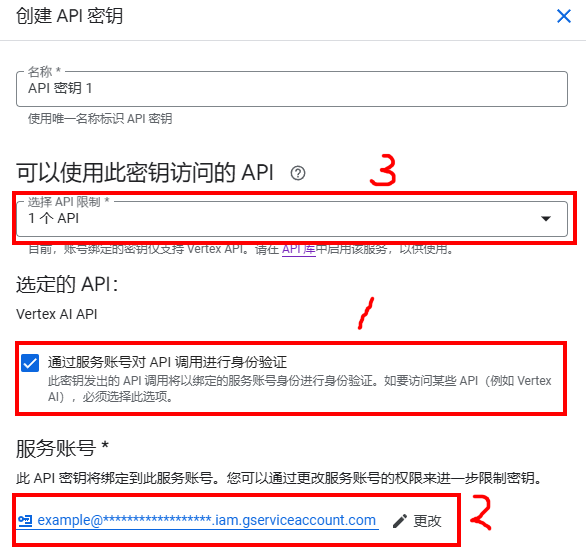 创建 API 密钥
名称 *
API 密钥 1
使用唯一名称标识 API 密钥
可以使用此密钥访问的 API
3
选择 API 限制 *
1 个 API
目前，账号绑定的密钥仅支持 Vertex API。请在 API 库中启用该服务，以供使用。
选定的 API：
Vertex AI API
1
通过服务账号对 API 调用进行身份验证
此密钥发出的 API 调用将以绑定的服务账号身份进行身份验证。如要访问某些 API（例如 Vertex
AI），必须选择此选项。
服务账号 *
此 API 密钥将绑定到此服务账号。您可以通过更改服务账号的权限来进一步限制密钥。
example@******************.iam.gserviceaccount.com 更改
2